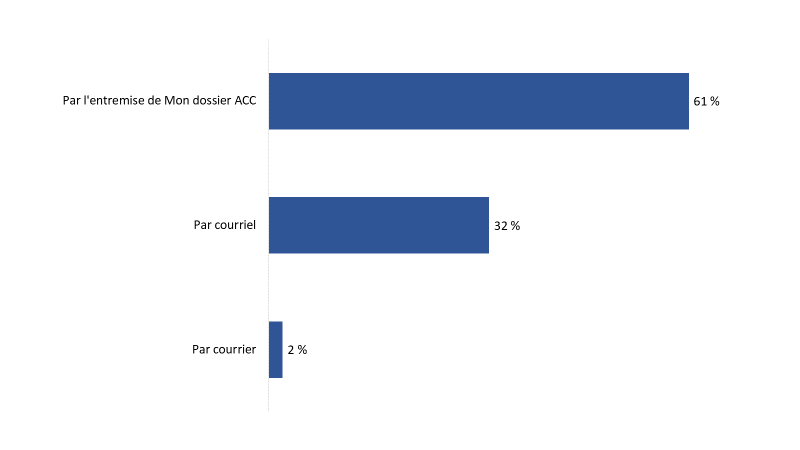 Par l'entremise de Mon dossier ACC
61 %
Par courriel
32 %
Par courrier
2 %